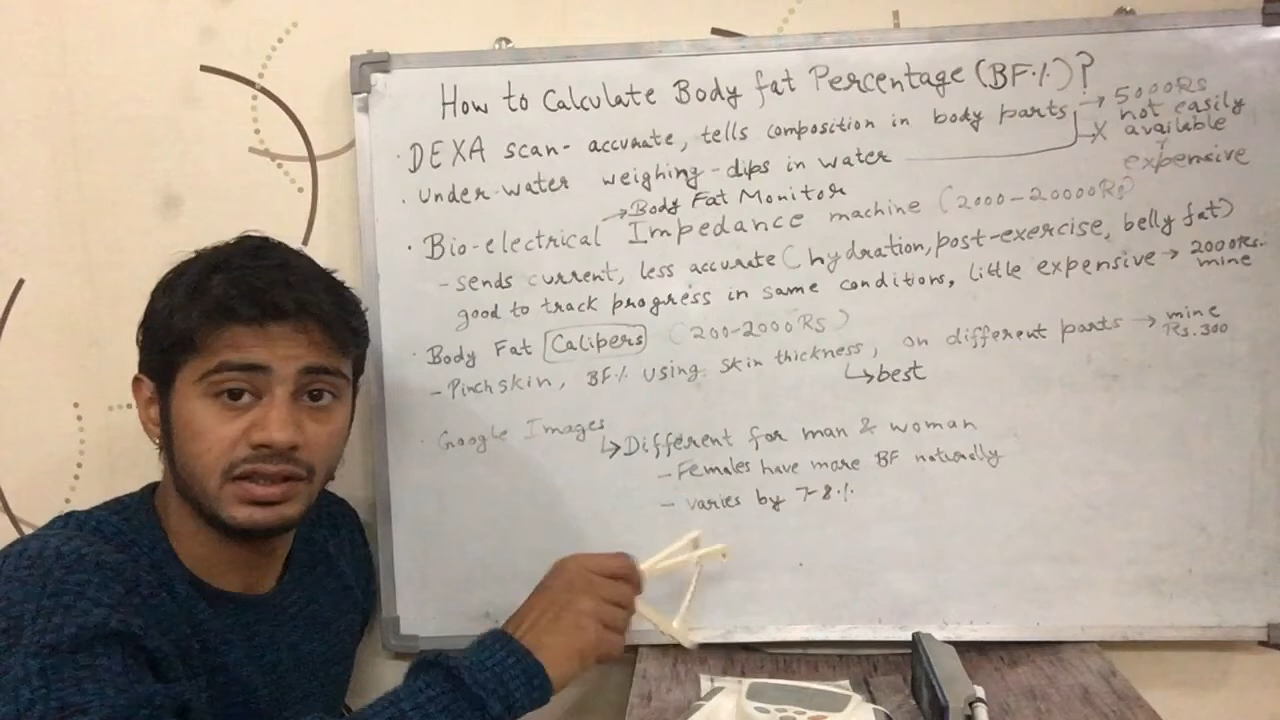 How to Calculate Body fat Percentage (BF.%)?
· DEXA scan- accurate, tells composition in body parts → 5000Rs
· Under-water weighing - dips in water X not easily available
expensive
→ Body Fat Monitor
· Bio-electrical Impedance machine (2000-20000Rs)
- sends current, less accurate (hydration, post-exercise, belly fat)
good to track progress in same conditions, little expensive → 2000Rs. mine
· Body Fat Calipers (200-2000Rs)
- Pinch skin, BF% using skin thickness, on different parts → mine Rs.300
↳ best
· Google Images
↳ Different for man & woman
- Females have more BF naturally
- varies by 7-8.%